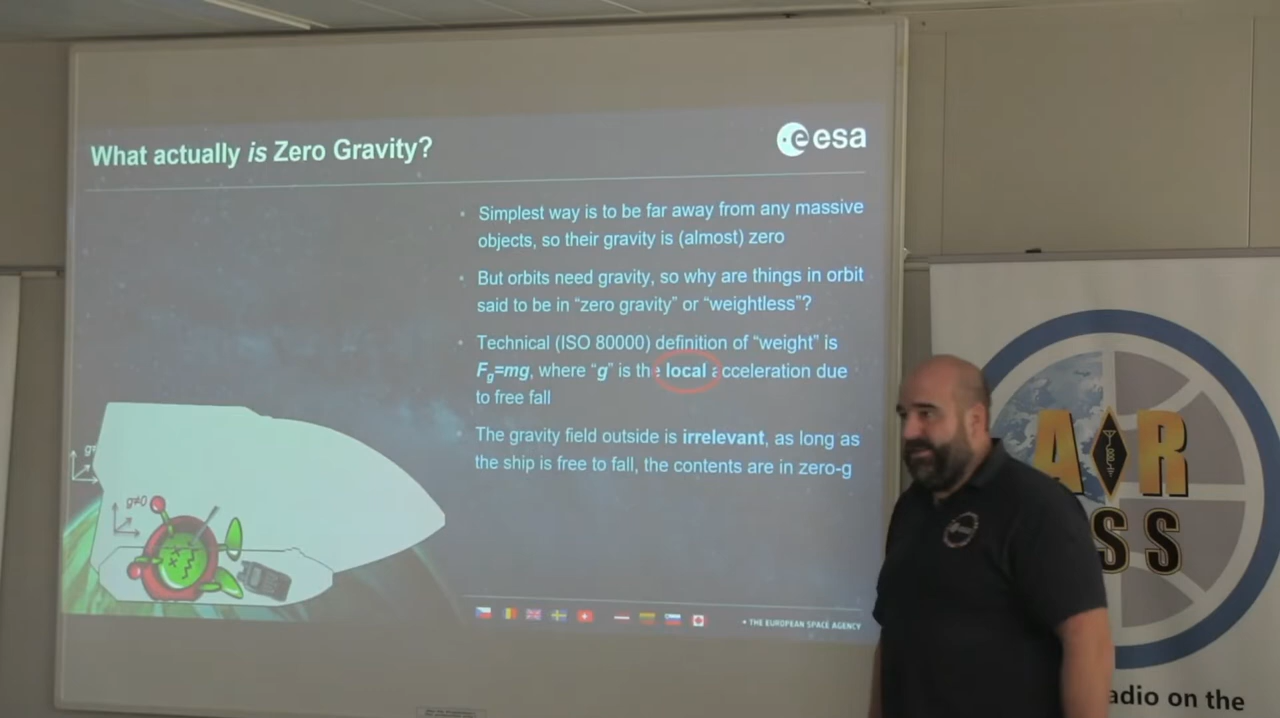 What actually is Zero Gravity?
esa
• Simplest way is to be far away from any massive
objects, so their gravity is (almost) zero
• But orbits need gravity, so why are things in orbit
said to be in “zero gravity” or “weightless”?
• Technical (ISO 80000) definition of “weight” is
Fg=mg, where “g” is the local acceleration due
to free fall
• The gravity field outside is irrelevant, as long as
the ship is free to fall, the contents are in zero-g
g≠0
• THE EUROPEAN SPACE AGENCY
A R
SS
adio on the